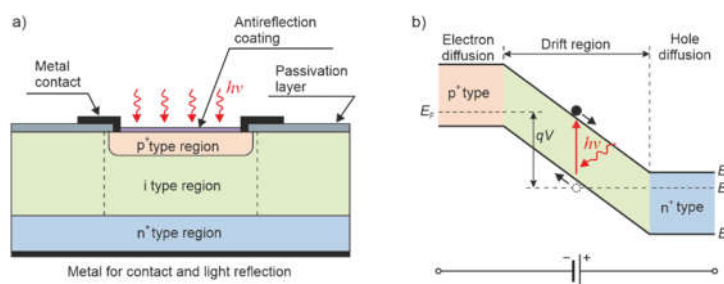 a)
Antireflection
coating
Metal
contact
hν
Passivation
layer
p⁺type region
i type region
n⁺type region
Metal for contact and light reflection
b)
Electron
diffusion
Drift region
Hole
diffusion
p⁺type
E_F
qV
hν
n⁺ type
E
E
E
− +